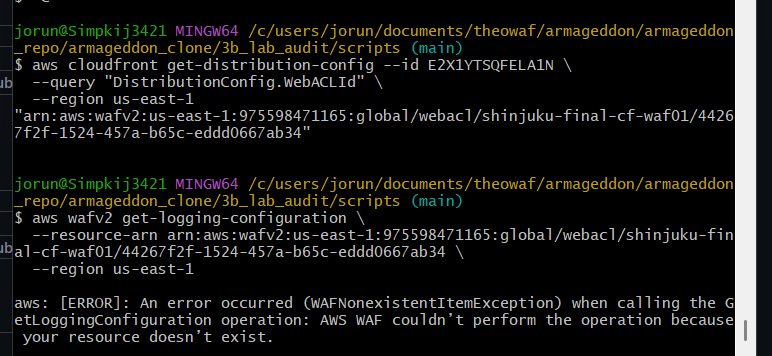 jorun@Simpkij3421 MINGW64 /c/users/jorun/documents/theowaf/armageddon/armageddon
_repo/armageddon_clone/3b_lab_audit/scripts (main)
$ aws cloudfront get-distribution-config --id E2X1YTSQFELA1N \
  --query "DistributionConfig.WebACLId" \
  --region us-east-1
"arn:aws:wafv2:us-east-1:975598471165:global/webacl/shinjuku-final-cf-waf01/4426
7f2f-1524-457a-b65c-eddd0667ab34"
jorun@Simpkij3421 MINGW64 /c/users/jorun/documents/theowaf/armageddon/armageddon
_repo/armageddon_clone/3b_lab_audit/scripts (main)
$ aws wafv2 get-logging-configuration \
  --resource-arn arn:aws:wafv2:us-east-1:975598471165:global/webacl/shinjuku-fin
al-cf-waf01/44267f2f-1524-457a-b65c-eddd0667ab34 \
  --region us-east-1
aws: [ERROR]: An error occurred (WAFNonexistentItemException) when calling the G
etLoggingConfiguration operation: AWS WAF couldn’t perform the operation because
 your resource doesn’t exist.